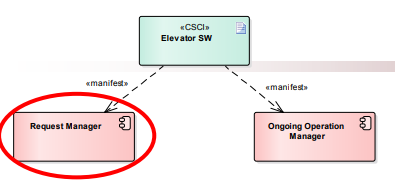 «CSCI»
Elevator SW
«manifest»
«manifest»
Request Manager
Ongoing Operation
Manager